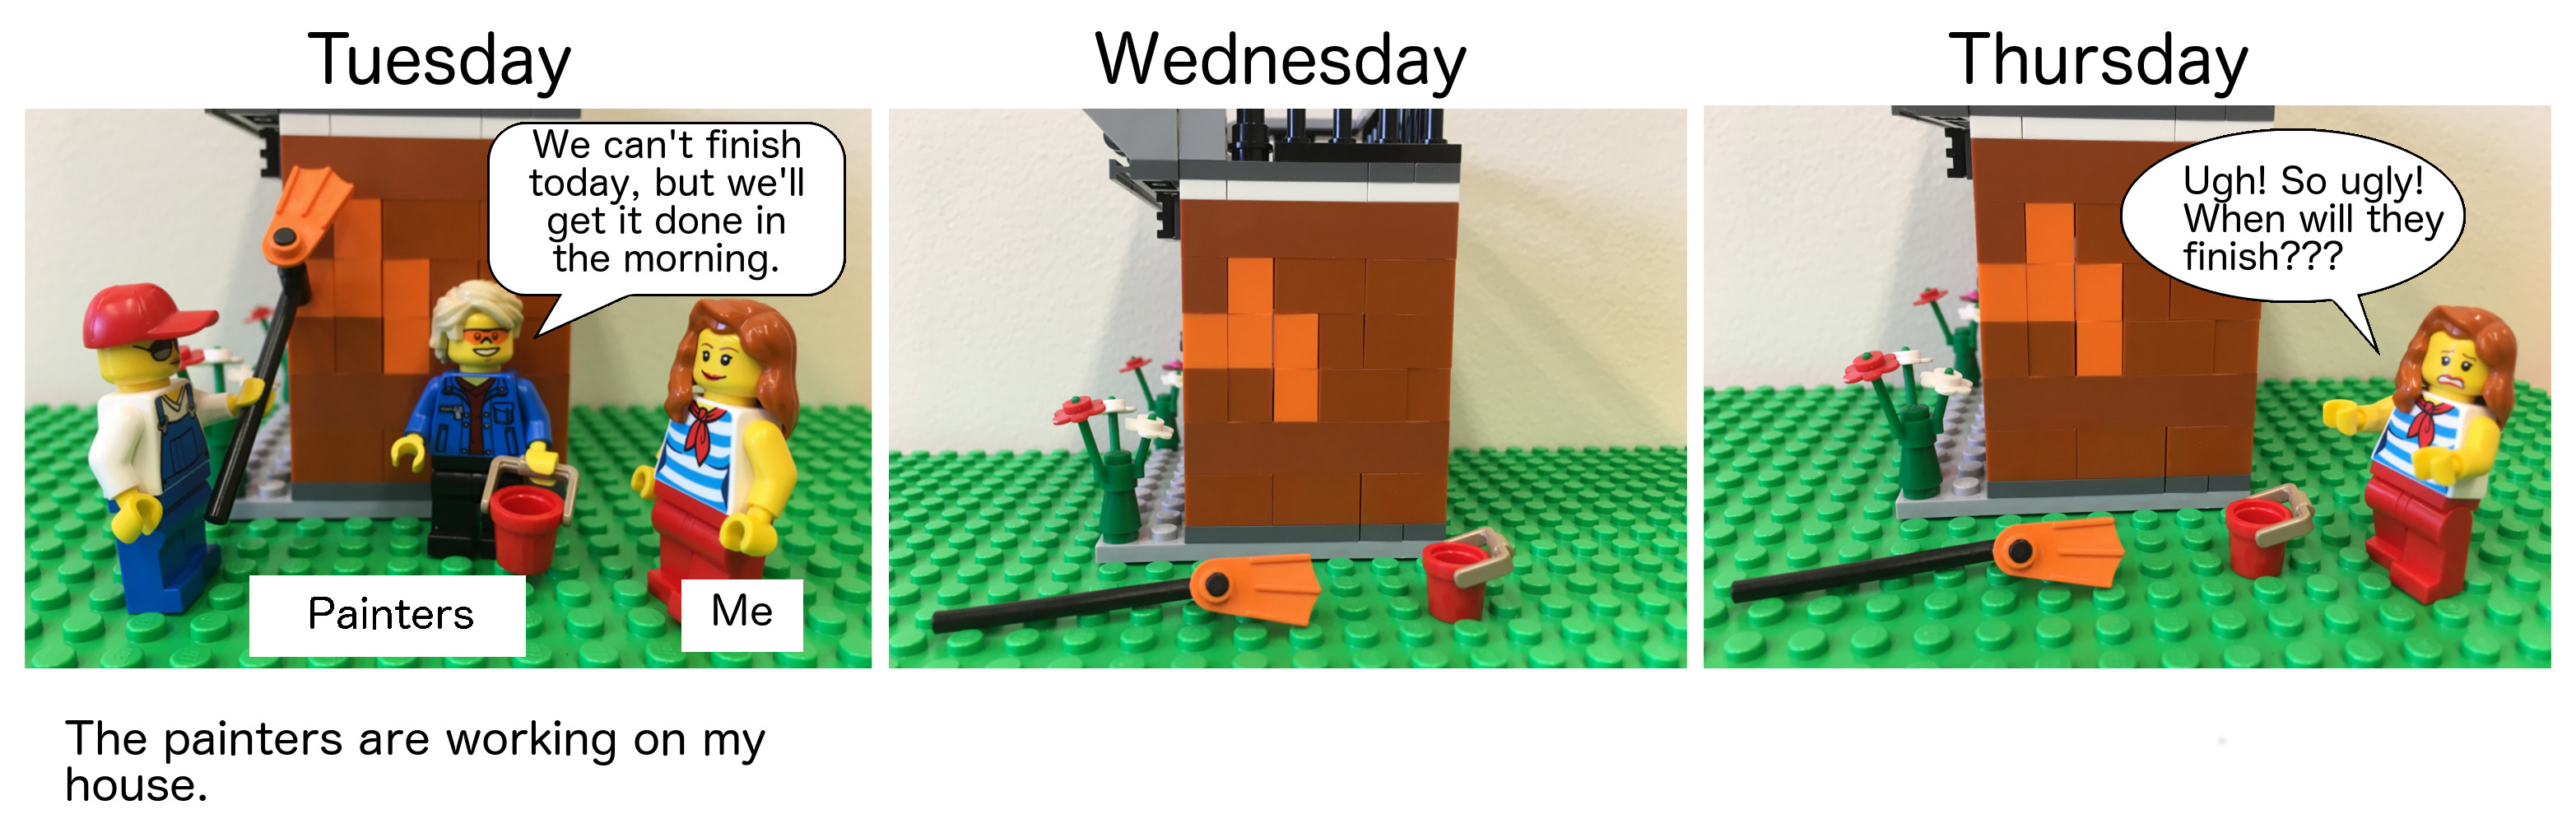 Tuesday
We can't finish
today, but we'll
get it done in
the morning.
Painters
Me
The painters are working on my
house.
Wednesday
Thursday
Ugh! So ugly!
When will they
finish???